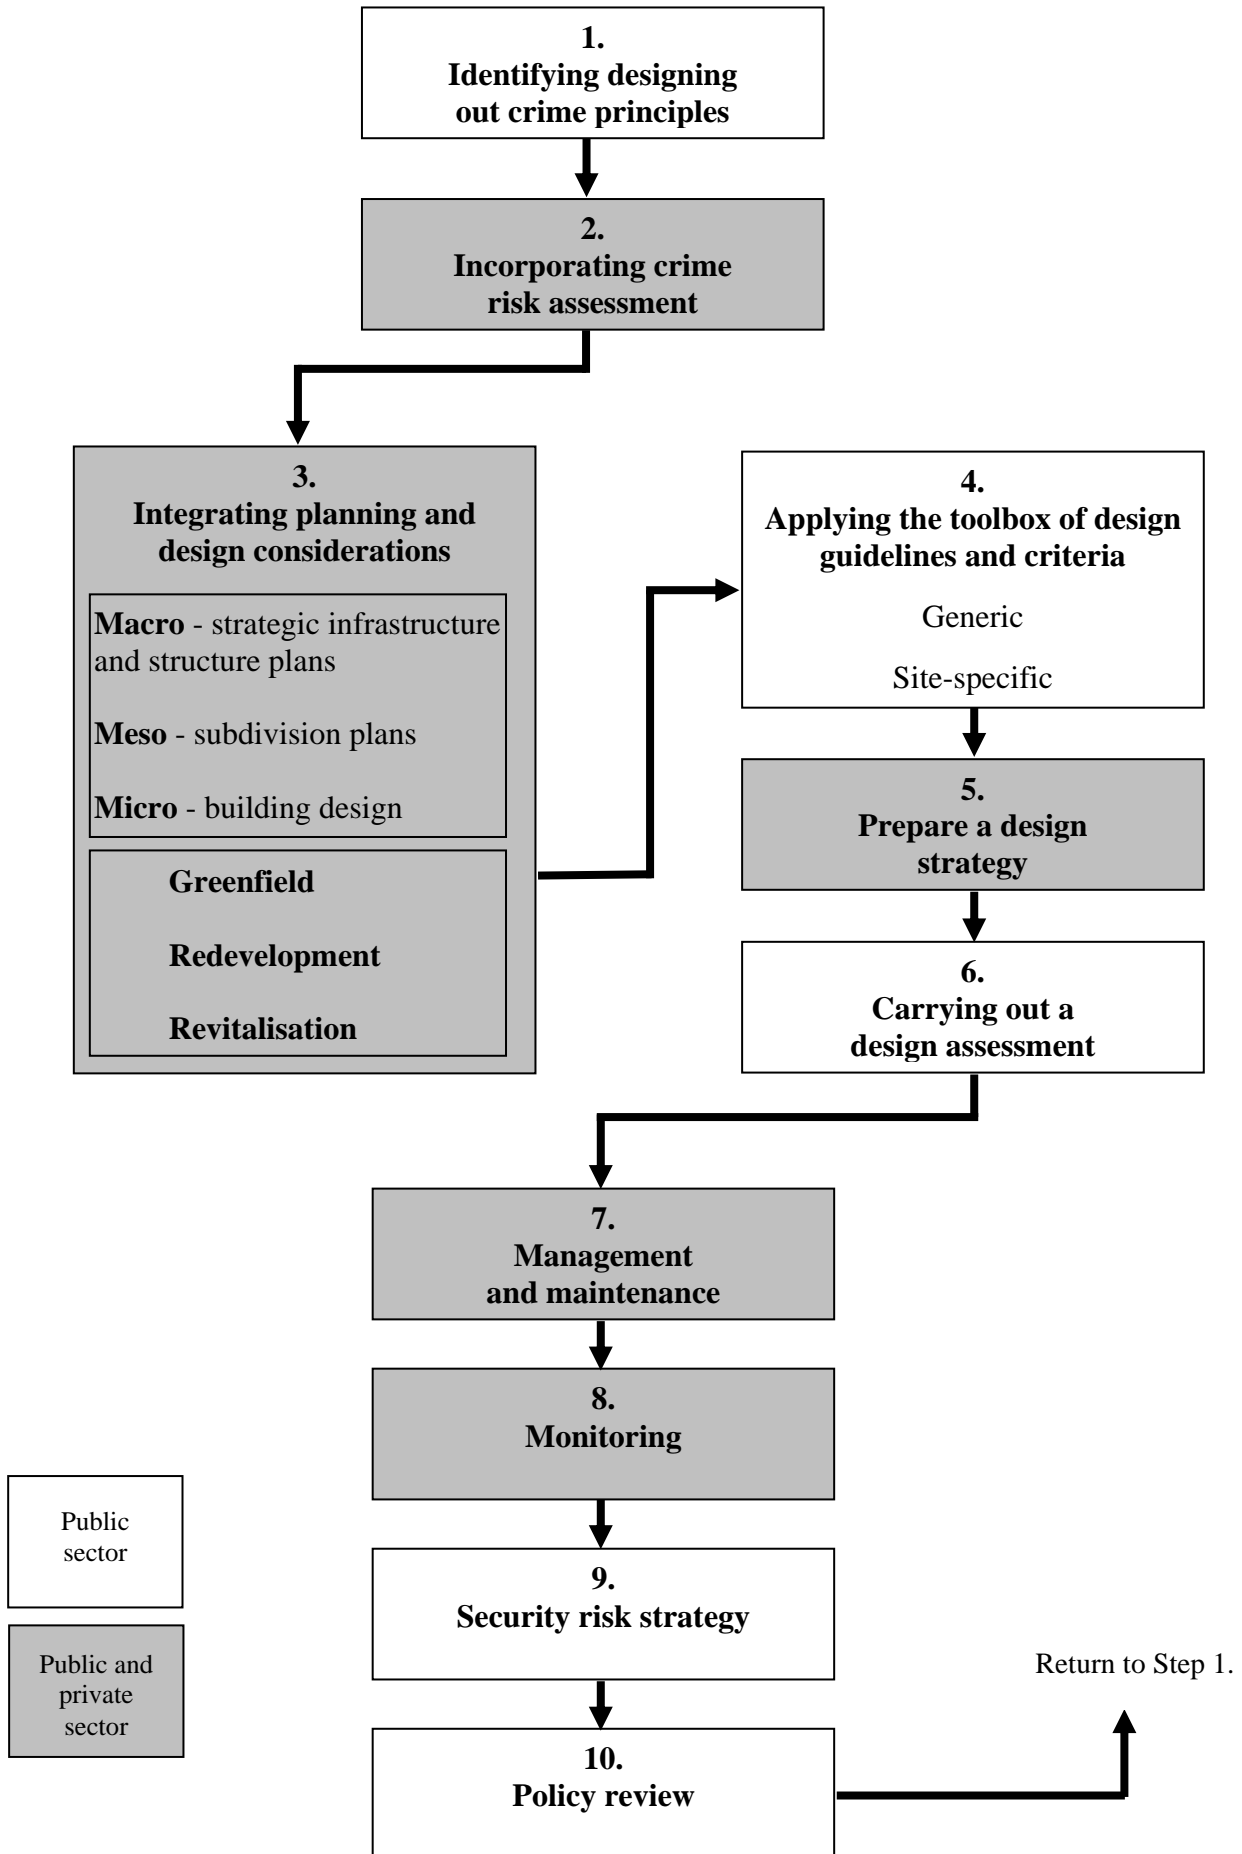 1.
Identifying designing
out crime principles
2.
Incorporating crime
risk assessment
3.
Integrating planning and
design considerations
Macro - strategic infrastructure
and structure plans
Meso - subdivision plans
Micro - building design
Greenfield
Redevelopment
Revitalisation
4.
Applying the toolbox of design
guidelines and criteria
Generic
Site-specific
5.
Prepare a design
strategy
6.
Carrying out a
design assessment
7.
Management
and maintenance
8.
Monitoring
9.
Security risk strategy
10.
Policy review
Return to Step 1.
Public
sector
Public and
private
sector